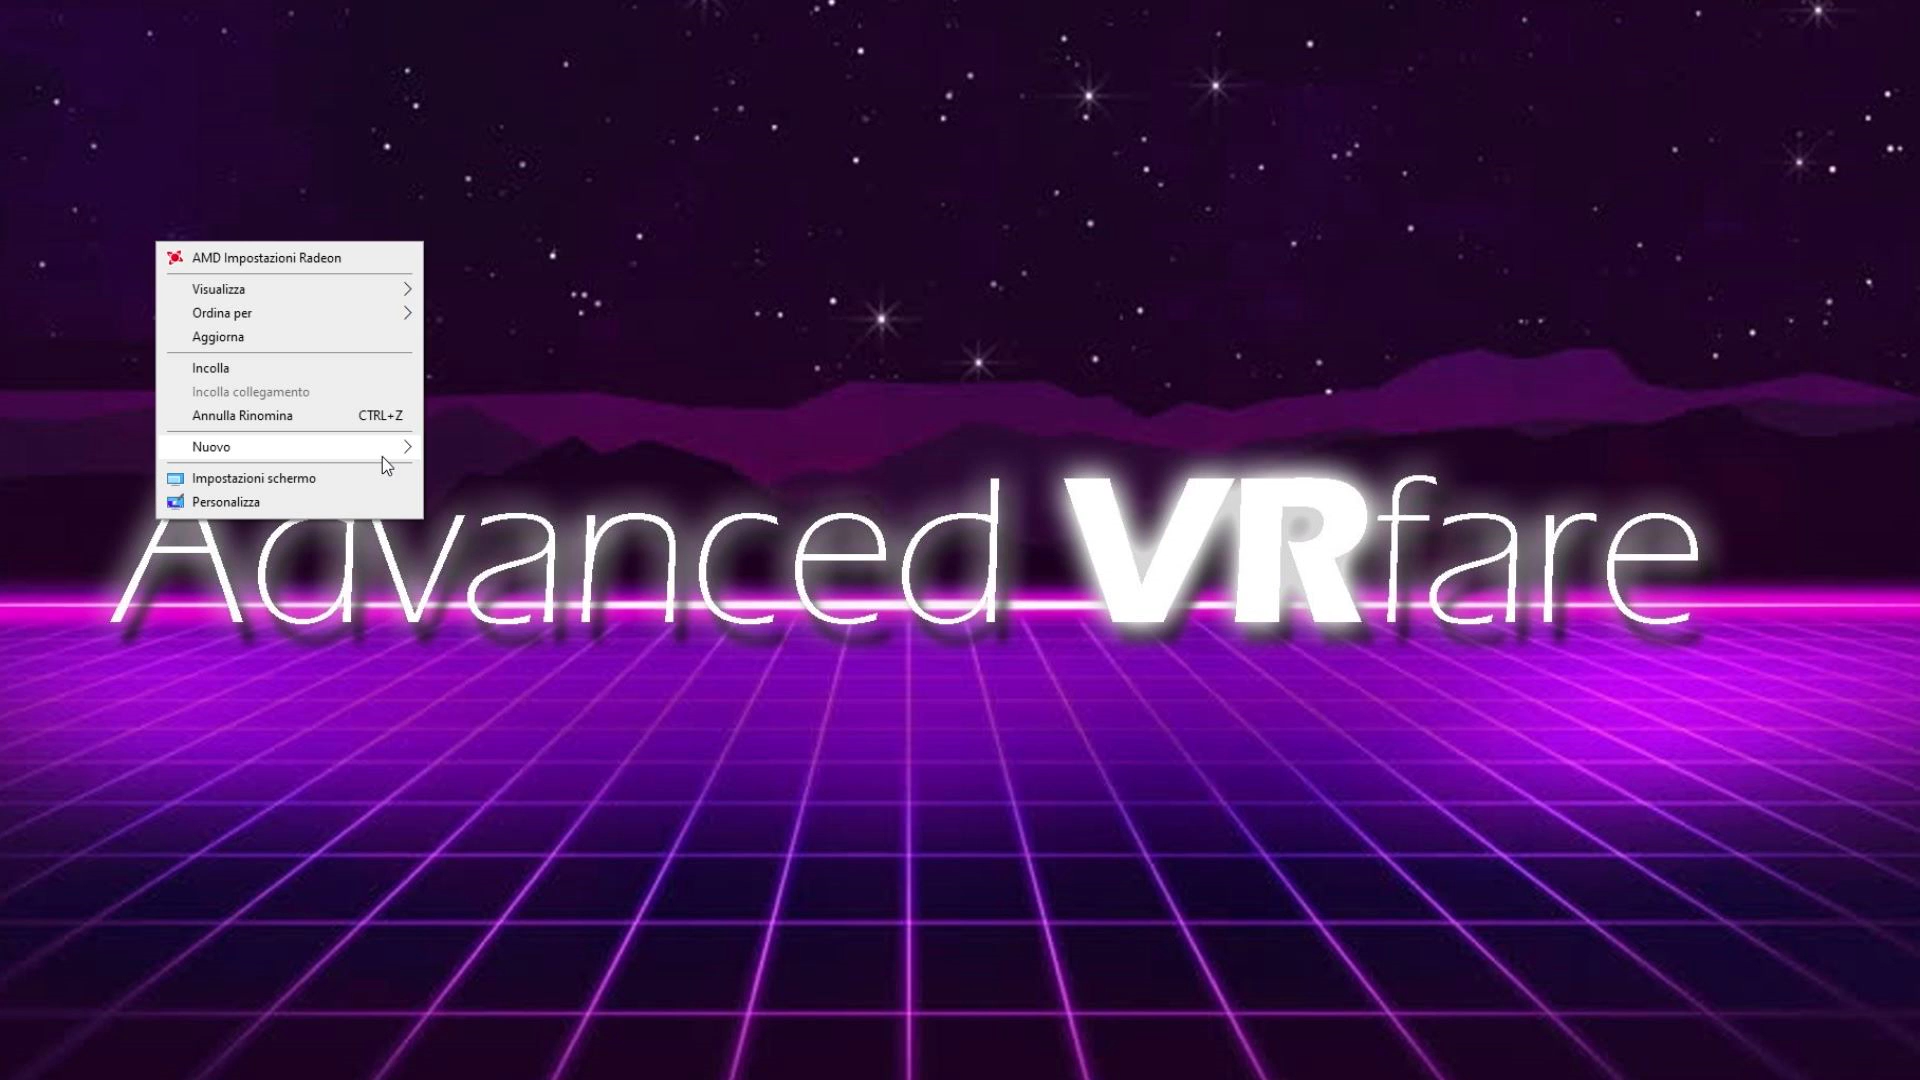 AMD Impostazioni Radeon
Visualizza
Ordina per
Aggiorna
Incolla
Incolla collegamento
Annulla Rinomina CTRL+Z
Nuovo
Impostazioni schermo
Personalizza
Advanced VRfare